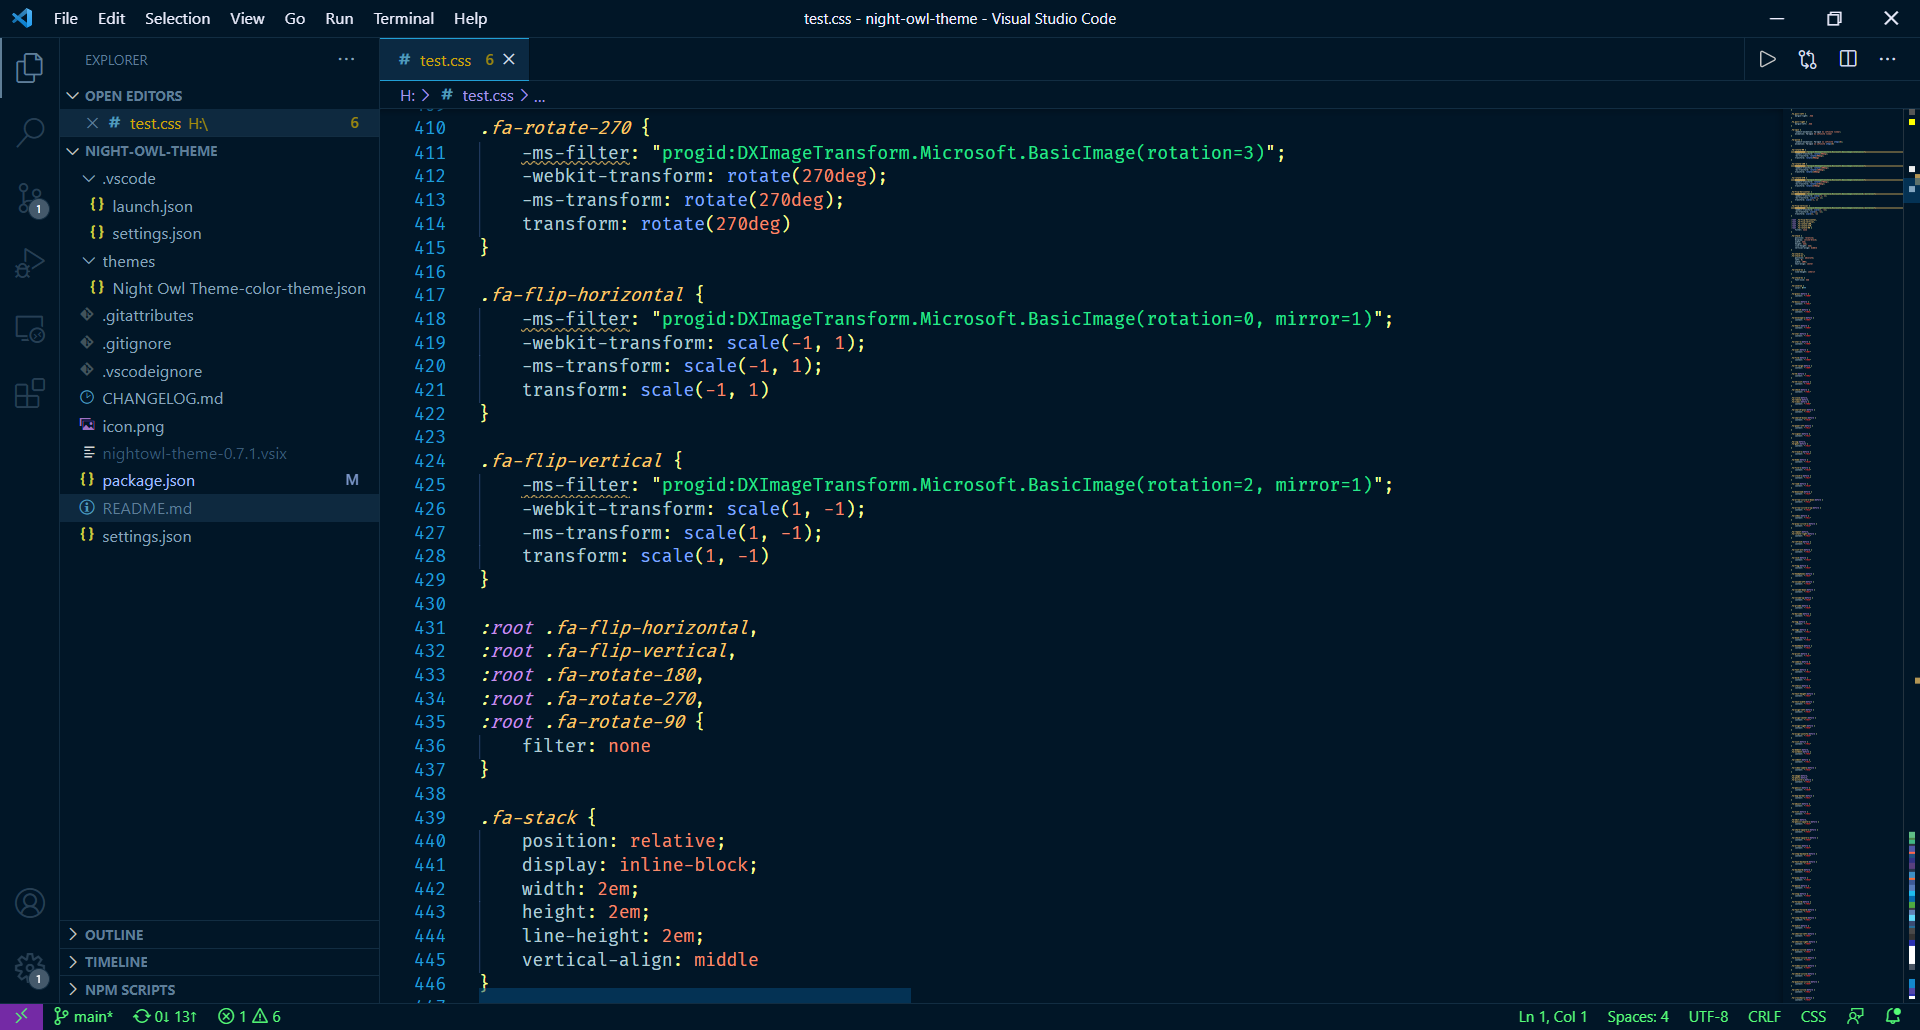 File Edit Selection View Go Run Terminal Help
test.css - night-owl-theme - Visual Studio Code
EXPLORER
OPEN EDITORS
test.css H:\ 6
NIGHT-OWL-THEME
.vscode
launch.json
settings.json
themes
Night Owl Theme-color-theme.json
.gitattributes
.gitignore
.vscodeignore
CHANGELOG.md
icon.png
nightowl-theme-0.7.1.vsix
package.json M
README.md
settings.json
OUTLINE
TIMELINE
NPM SCRIPTS
1
1
# test.css 6
H: > # test.css > ...
410 .fa-rotate-270 {
411     -ms-filter: "progid:DXImageTransform.Microsoft.BasicImage(rotation=3)";
412     -webkit-transform: rotate(270deg);
413     -ms-transform: rotate(270deg);
414     transform: rotate(270deg)
415 }
416
417 .fa-flip-horizontal {
418     -ms-filter: "progid:DXImageTransform.Microsoft.BasicImage(rotation=0, mirror=1)";
419     -webkit-transform: scale(-1, 1);
420     -ms-transform: scale(-1, 1);
421     transform: scale(-1, 1)
422 }
423
424 .fa-flip-vertical {
425     -ms-filter: "progid:DXImageTransform.Microsoft.BasicImage(rotation=2, mirror=1)";
426     -webkit-transform: scale(1, -1);
427     -ms-transform: scale(1, -1);
428     transform: scale(1, -1)
429 }
430
431 :root .fa-flip-horizontal,
432 :root .fa-flip-vertical,
433 :root .fa-rotate-180,
434 :root .fa-rotate-270,
435 :root .fa-rotate-90 {
436     filter: none
437 }
438
439 .fa-stack {
440     position: relative;
441     display: inline-block;
442     width: 2em;
443     height: 2em;
444     line-height: 2em;
445     vertical-align: middle
446 }
main* 0↓ 13↑ 1 6
Ln 1, Col 1 Spaces: 4 UTF-8 CRLF CSS